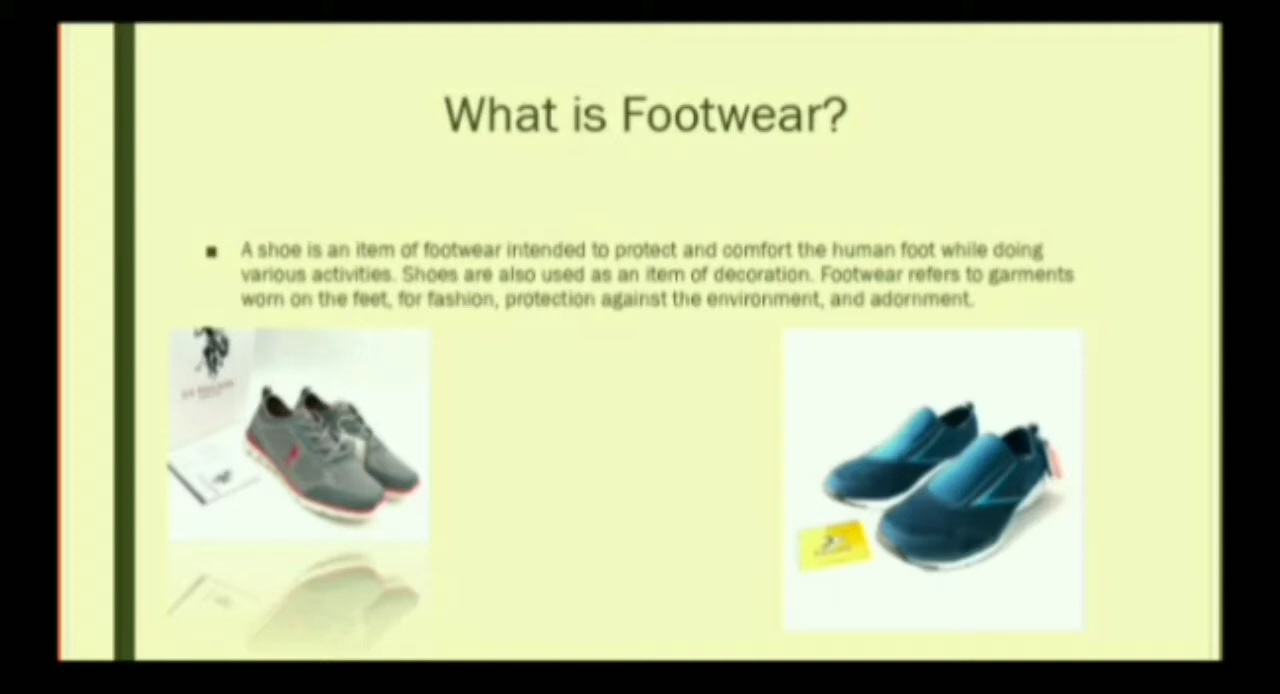 What is Footwear?
A shoe is an item of footwear intended to protect and comfort the human foot while doing
various activities. Shoes are also used as an item of decoration. Footwear refers to garments
worn on the feet, for fashion, protection against the environment, and adornment.